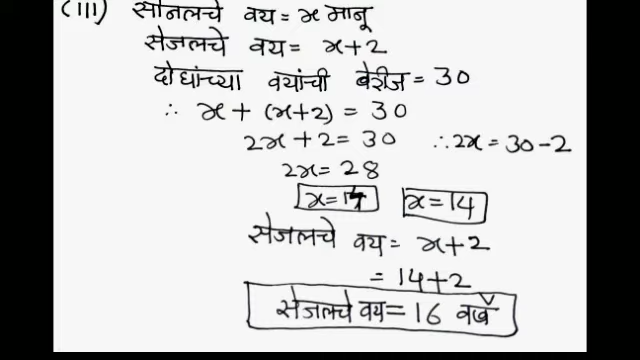 (III) सोनलचे वय = x मानू
सेजलचे वय = x+2
दोघांच्या वयांची बेरीज = 30
∴ x + (x+2) = 30
2x + 2 = 30 ∴ 2x = 30 - 2
2x = 28
x = 14 x = 14
सेजलचे वय = x+2
= 14+2
सेजलचे वय = 16 वर्षे